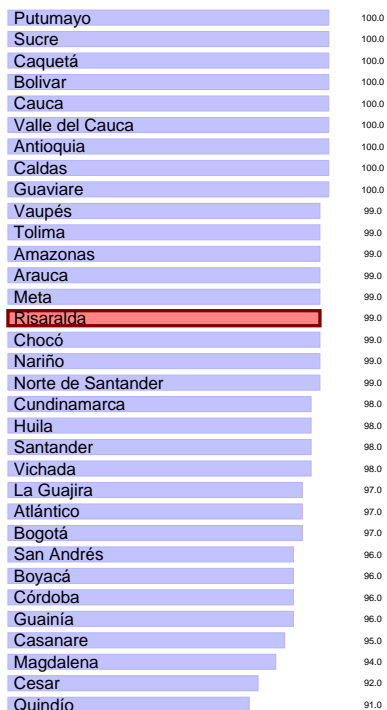 Putumayo 100.0
Sucre 100.0
Caquetá 100.0
Bolivar 100.0
Cauca 100.0
Valle del Cauca 100.0
Antioquia 100.0
Caldas 100.0
Guaviare 100.0
Vaupés 99.0
Tolima 99.0
Amazonas 99.0
Arauca 99.0
Meta 99.0
Risaralda 99.0
Chocó 99.0
Nariño 99.0
Norte de Santander 99.0
Cundinamarca 98.0
Huila 98.0
Santander 98.0
Vichada 98.0
La Guajira 97.0
Atlántico 97.0
Bogotá 97.0
San Andrés 96.0
Boyacá 96.0
Córdoba 96.0
Guainía 96.0
Casanare 95.0
Magdalena 94.0
Cesar 92.0
Quindío 91.0